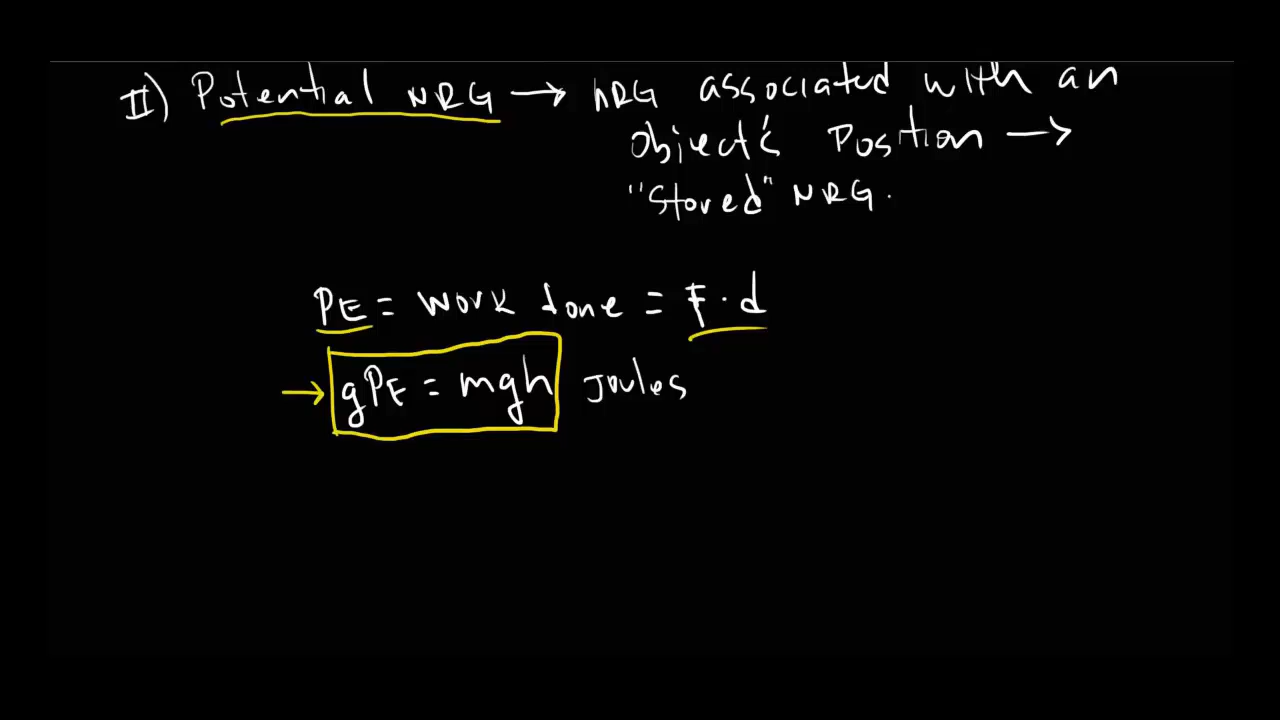 II) Potential NRG → NRG associated with an
object's Position →
"Stored" NRG.
PE = work done = F · d
→ gPE = mgh Joules